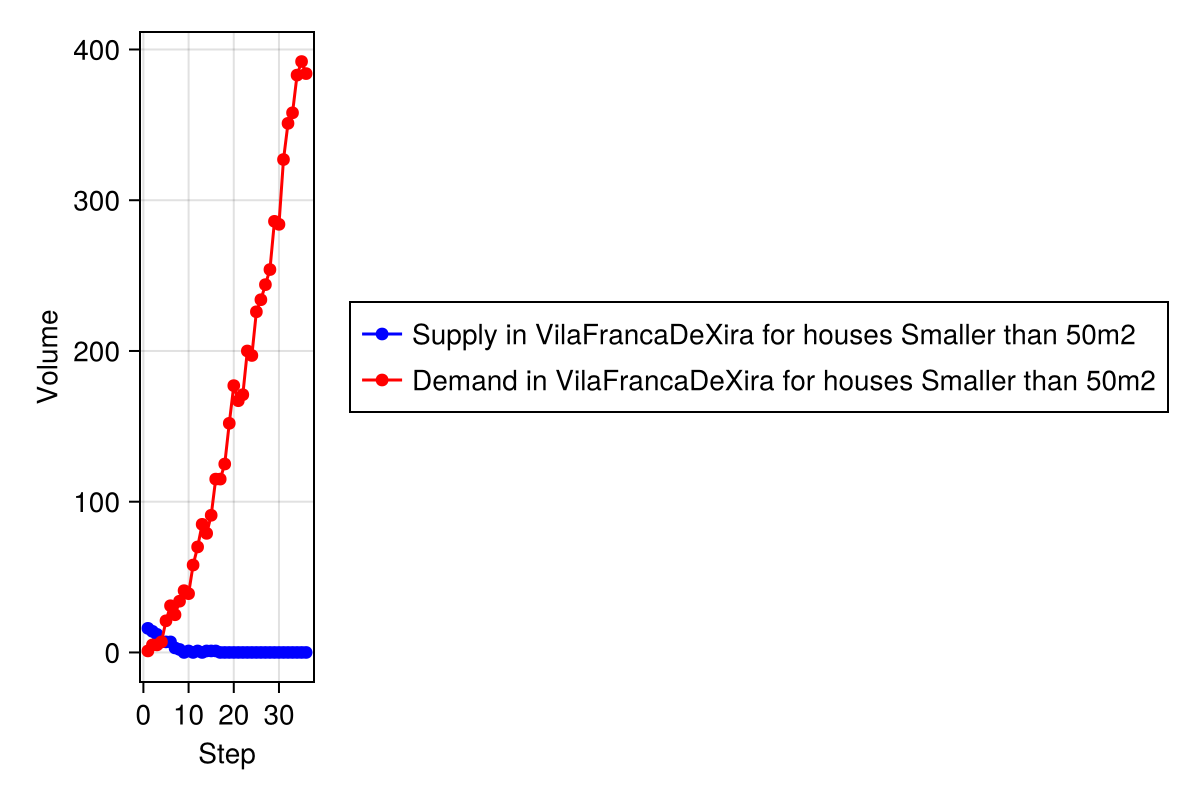 400
300
200
100
0
Volume
0 10 20 30
Step
Supply in VilaFrancaDeXira for houses Smaller than 50m2
Demand in VilaFrancaDeXira for houses Smaller than 50m2